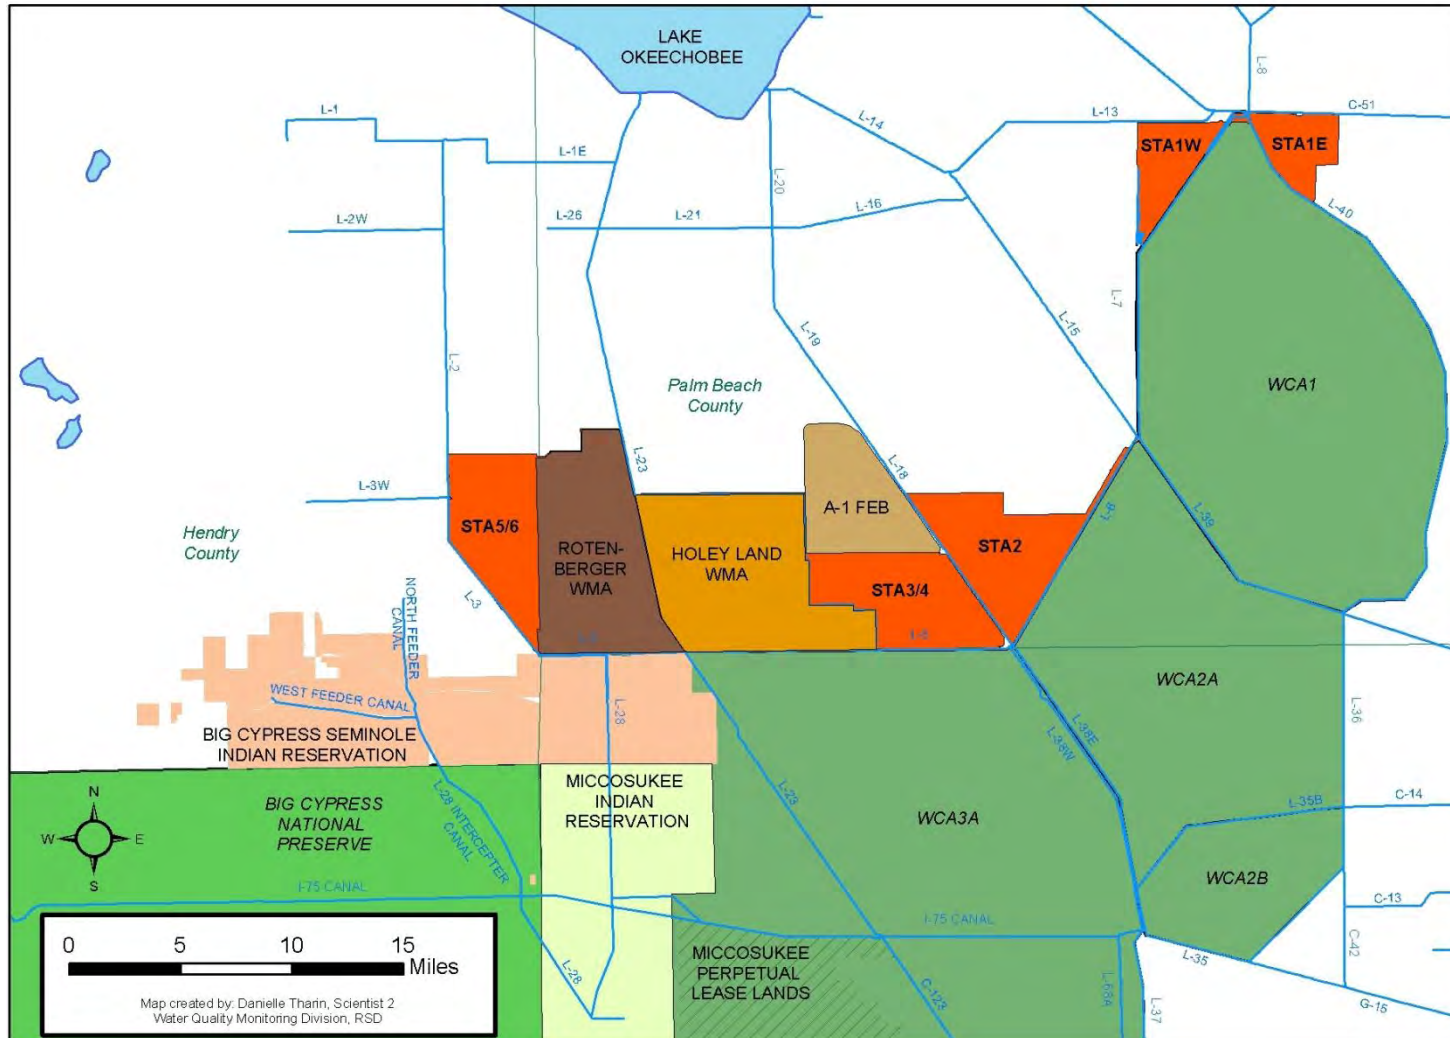 LAKE
OKEECHOBEE
L-8
L-1
L-14
L-13
C-51
STA1W
STA1E
L-1E
L-20
L-2W
L-26
L-21
L-16
L-40
L-7
L-15
L-19
L-2
Palm Beach
County
WCA1
L-23
L-18
L-3W
A-1 FEB
L-6
L-39
Hendry
County
STA5/6
ROTEN-
BERGER
WMA
HOLEY LAND
WMA
STA2
STA3/4
L-3
L-5
NORTH FEEDER
CANAL
WEST FEEDER CANAL
L-28
BIG CYPRESS SEMINOLE
INDIAN RESERVATION
WCA2A
L-36
L-38E
L-38W
BIG CYPRESS
NATIONAL
PRESERVE
L-28 INTERCEPTER
CANAL
MICCOSUKEE
INDIAN
RESERVATION
L-23
WCA3A
L-35B
C-14
WCA2B
N
W
E
S
I-75 CANAL
I-75 CANAL
C-13
C-42
MICCOSUKEE
PERPETUAL
LEASE LANDS
L-28
C-123
L-68A
L-37
L-35
G-15
0 5 10 15
Miles
Map created by: Danielle Tharin, Scientist 2
Water Quality Monitoring Division, RSD